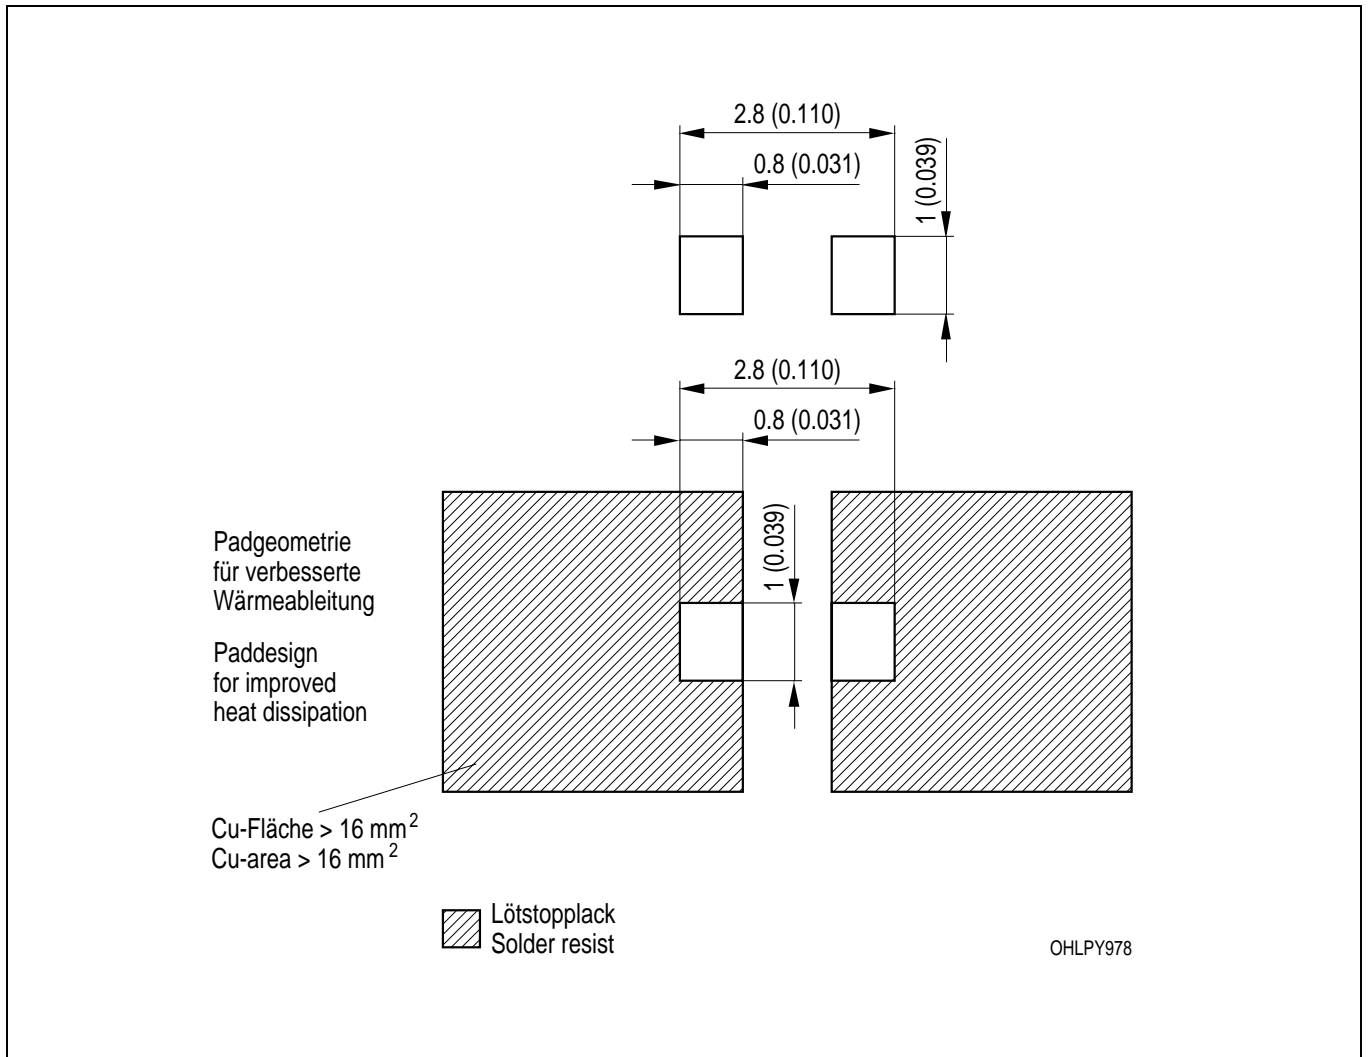 2.8 (0.110)
0.8 (0.031)
1 (0.039)
2.8 (0.110)
0.8 (0.031)
1 (0.039)
Padgeometrie
für verbesserte
Wärmeableitung
Paddesign
for improved
heat dissipation
Cu-Fläche > 16 mm²
Cu-area > 16 mm²
Lötstopplack
Solder resist
OHLPY978